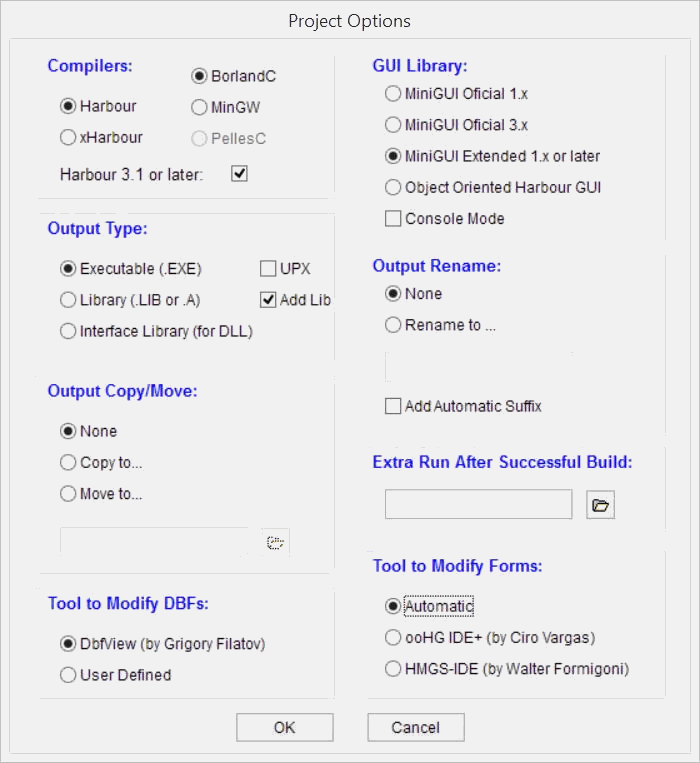 Project Options
Compilers:
BorlandC
Harbour
MinGW
xHarbour
PellesC
Harbour 3.1 or later:
Output Type:
Executable (.EXE)
UPX
Library (.LIB or .A)
Add Lib
Interface Library (for DLL)
Output Copy/Move:
None
Copy to...
Move to...
Tool to Modify DBFs:
DbfView (by Grigory Filatov)
User Defined
GUI Library:
MiniGUI Oficial 1.x
MiniGUI Oficial 3.x
MiniGUI Extended 1.x or later
Object Oriented Harbour GUI
Console Mode
Output Rename:
None
Rename to ...
Add Automatic Suffix
Extra Run After Successful Build:
Tool to Modify Forms:
Automatic
ooHG IDE+ (by Ciro Vargas)
HMGS-IDE (by Walter Formigoni)
OK
Cancel